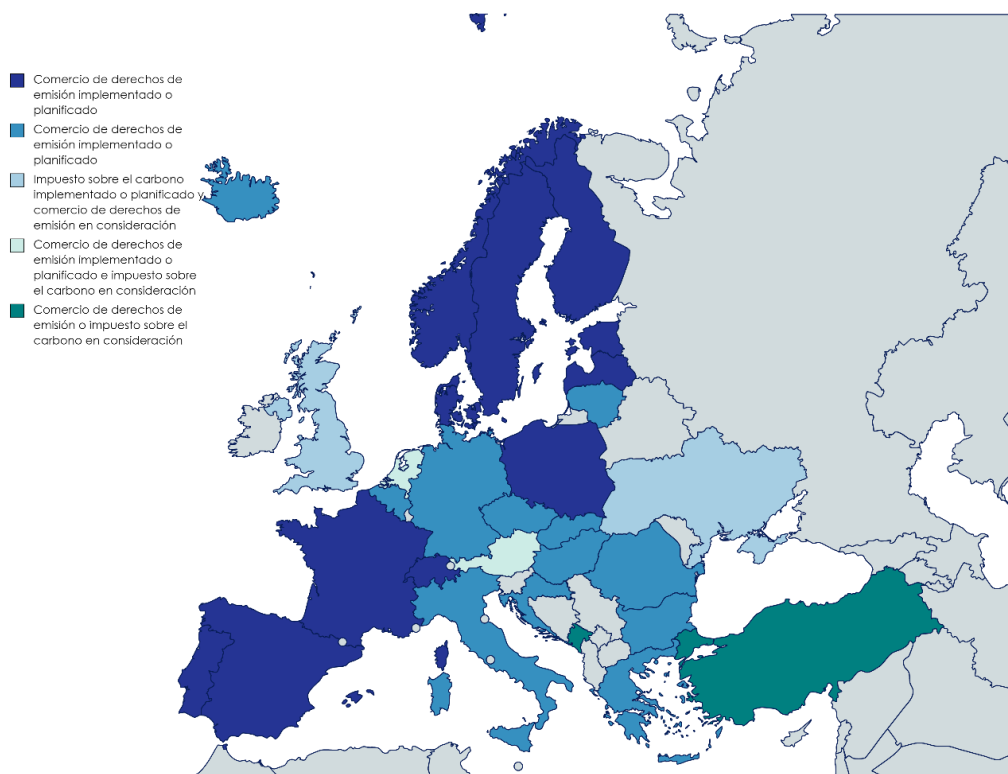 Comercio de derechos de
emisión implementado o
planificado
Comercio de derechos de
emisión implementado o
planificado
Impuesto sobre el carbono
implementado o planificado y
comercio de derechos de
emisión en consideración
Comercio de derechos de
emisión implementado o
planificado e impuesto sobre
el carbono en consideración
Comercio de derechos de
emisión o impuesto sobre el
carbono en consideración